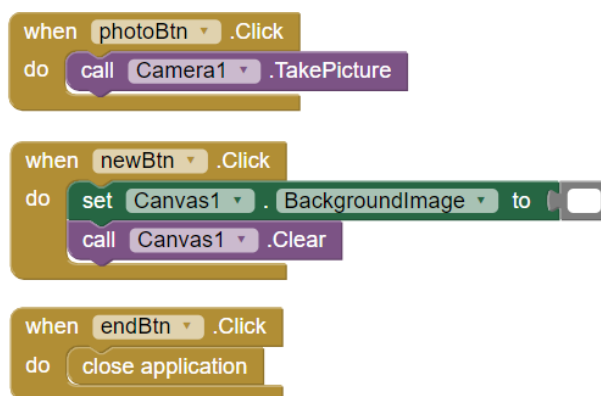 when photoBtn .Click
do call Camera1 .TakePicture
when newBtn .Click
do set Canvas1 . BackgroundImage to
call Canvas1 .Clear
when endBtn .Click
do close application